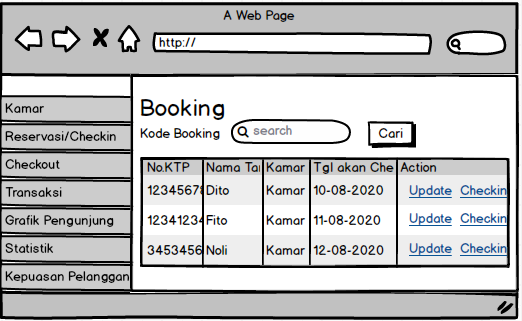 A Web Page
http://
Kamar
Reservasi/Checkin
Checkout
Transaksi
Grafik Pengunjung
Statistik
Kepuasan Pelanggan
Booking
Kode Booking search Cari
No.KTP Nama Ta Kamar Tgl akan Che Action
1234567 Dito Kamar 10-08-2020 Update Checkin
12341234 Fito Kamar 11-08-2020 Update Checkin
3453456 Noli Kamar 12-08-2020 Update Checkin